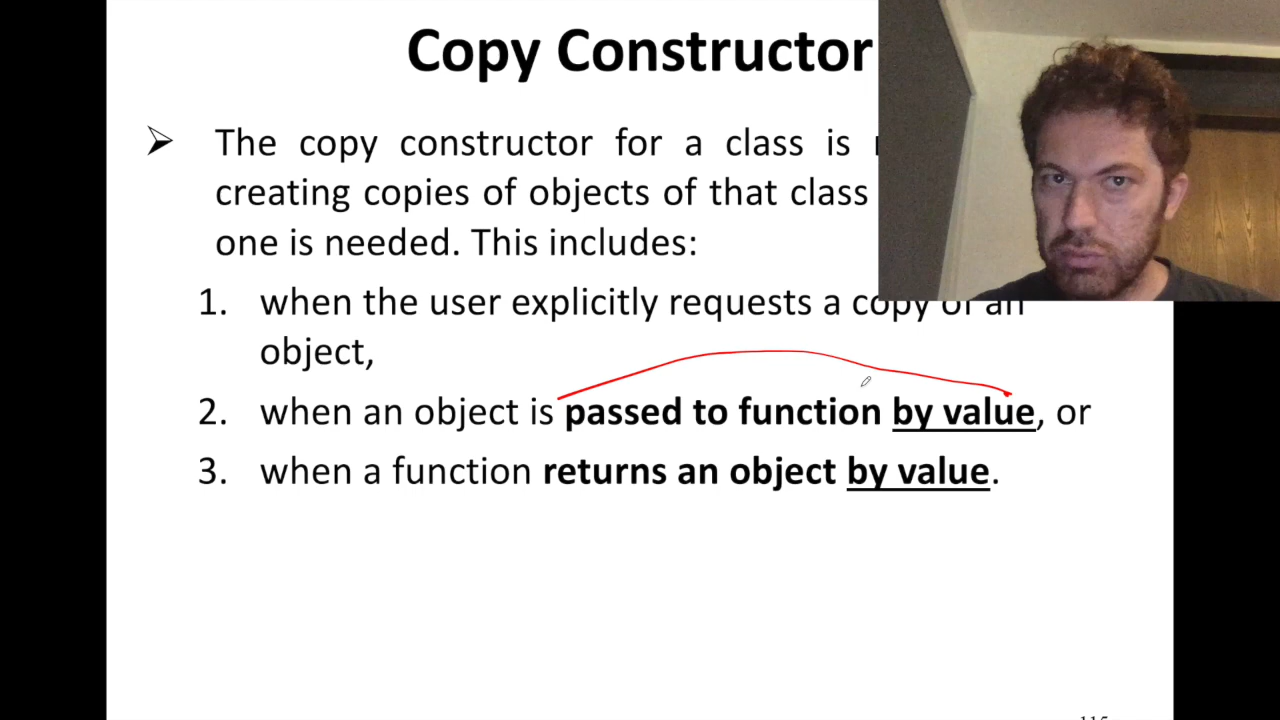 Copy Constructor
➢ The copy constructor for a class is
creating copies of objects of that class
one is needed. This includes:
1. when the user explicitly requests a copy of an
object,
2. when an object is passed to function by value, or
3. when a function returns an object by value.